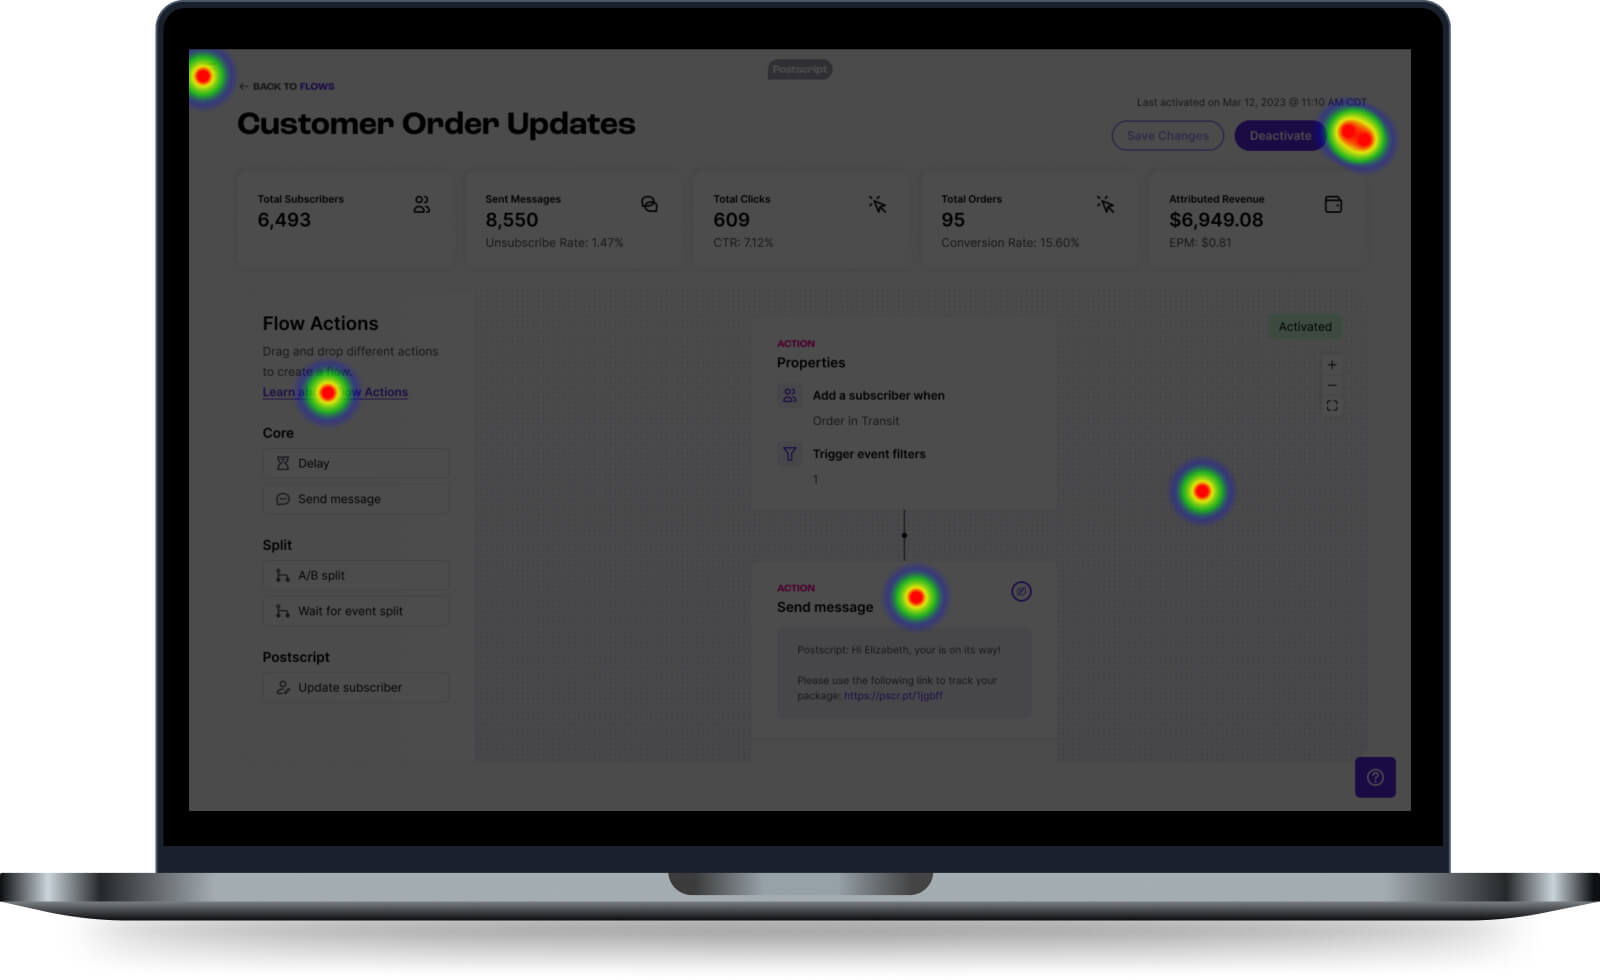 Postscript
← BACK TO FLOWS
Customer Order Updates
Last activated on Mar 12, 2023 @ 11:10 AM CDT
Save Changes
Deactivate
Total Subscribers
6,493
Sent Messages
8,550
Unsubscribe Rate: 1.47%
Total Clicks
609
CTR: 7.12%
Total Orders
95
Conversion Rate: 15.60%
Attributed Revenue
$6,949.08
EPM: $0.81
Flow Actions
Drag and drop different actions
to create a flow.
Learn Flow Actions
Core
Delay
Send message
Split
A/B split
Wait for event split
Postscript
Update subscriber
ACTION
Properties
Add a subscriber when
Order in Transit
Trigger event filters
1
ACTION
Send message
Postscript: Hi Elizabeth, your is on its way!
Please use the following link to track your
package: https://pscr.pt/1jgbff
Activated